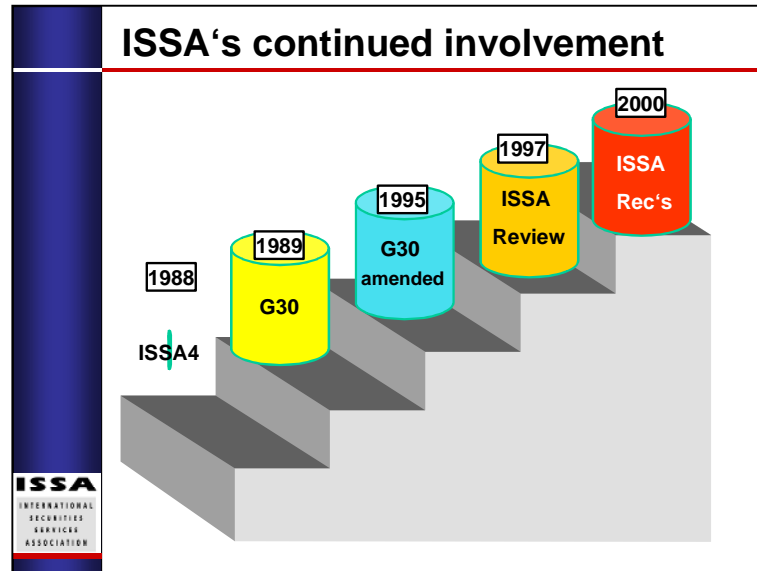 ISSA‘s continued involvement
1988
ISSA4
1989
G30
1995
G30
amended
1997
ISSA
Review
2000
ISSA
Rec‘s
ISSA
INTERNATIONAL
SECURITIES
SERVICES
ASSOCIATION